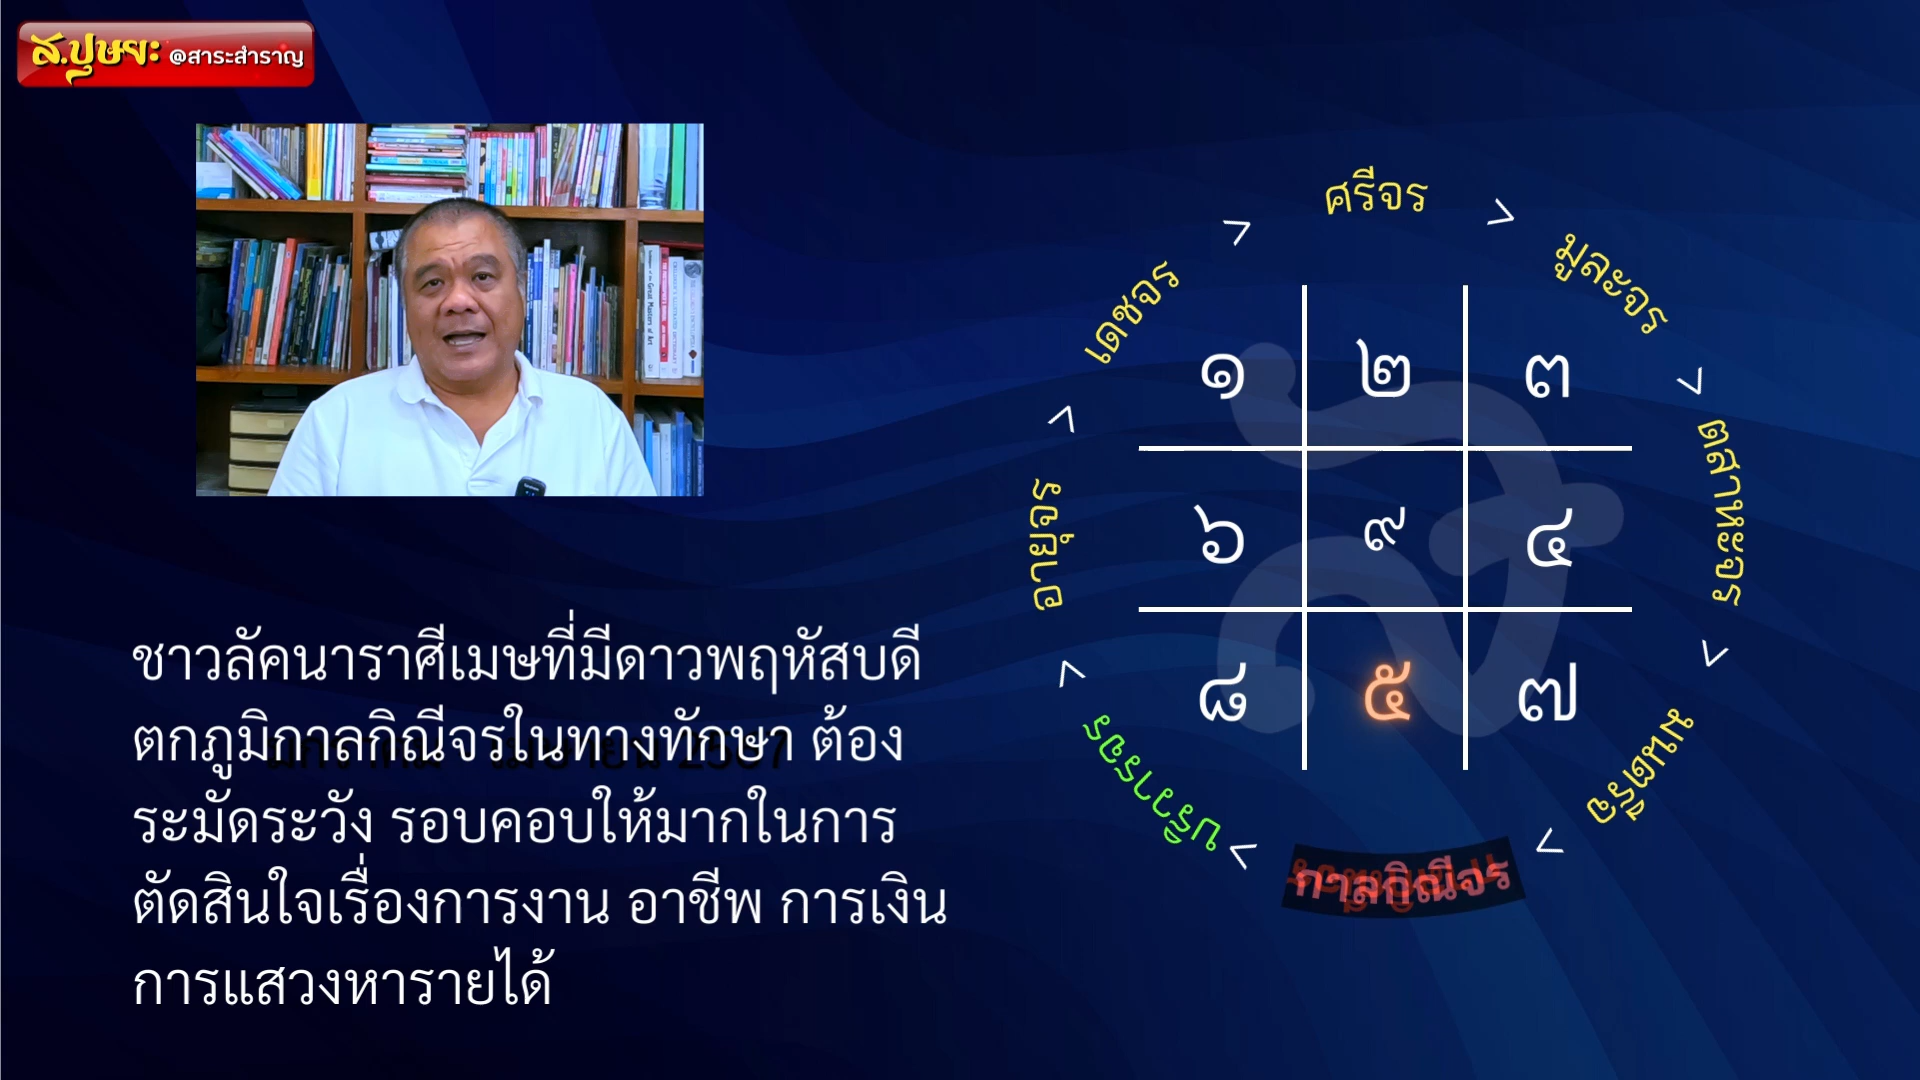 ส.ปุษยะ @สาระสำราญ
ศรีจร
มูละจร
อุตสาหะจร
มนตรีจร
กาลกิณีจร
บริวารจร
อายุจร
เดชจร
๑ ๒ ๓
๖ ๙ ๔
๘ ๕ ๗
ชาวลัคนาราศีเมษที่มีดาวพฤหัสบดี
ตกภูมิกาลกิณีจรในทางทักษา ต้อง
ระมัดระวัง รอบคอบให้มากในการ
ตัดสินใจเรื่องการงาน อาชีพ การเงิน
การแสวงหารายได้